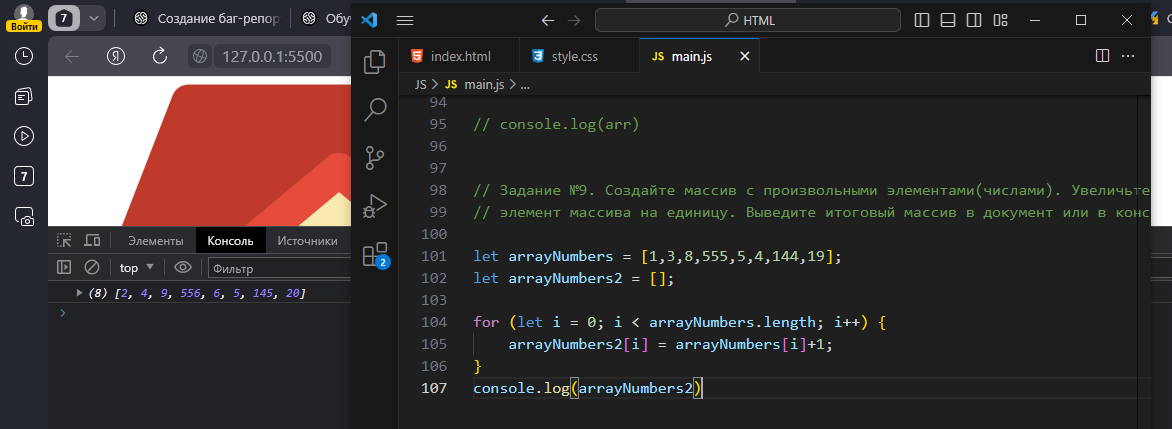 7
Создание баг-репор
Обу
Войти
127.0.0.1:5500
7
Элементы
Консоль
Источники
top
Фильтр
(8) [2, 4, 9, 556, 6, 5, 145, 20]
HTML
index.html
style.css
JS main.js
JS > JS main.js > ...
2
94
95 // console.log(arr)
96
97
98 // Задание №9. Создайте массив с произвольными элементами(числами). Увеличьте
99 // элемент массива на единицу. Выведите итоговый массив в документ или в конс
100
101 let arrayNumbers = [1,3,8,555,5,4,144,19];
102 let arrayNumbers2 = [];
103
104 for (let i = 0; i < arrayNumbers.length; i++) {
105 arrayNumbers2[i] = arrayNumbers[i]+1;
106 }
107 console.log(arrayNumbers2)